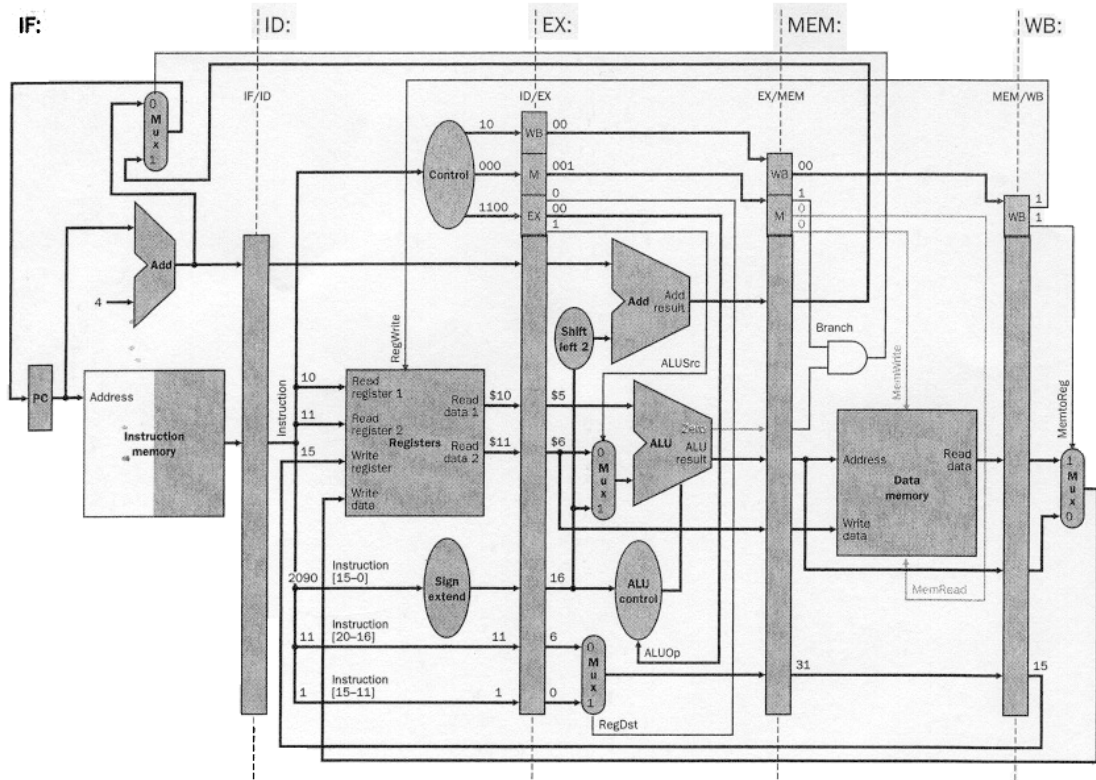 IF:
ID:
EX:
MEM:
WB:
IF/ID
ID/EX
EX/MEM
MEM/WB
0
Mux
1
Control
10
000
1100
WB
M
EX
00
001
0
00
1
WB
M
00
1
0
0
WB
1
1
Add
4
Add
Add result
Shift left 2
Branch
RegWrite
ALUSrc
MemWrite
MemtoReg
PC
Address
Instruction memory
Instruction
10
11
15
Read register 1
Read register 2
Write register
Write data
Registers
Read data 1
Read data 2
$10
$11
$5
$6
0
Mux
1
ALU
Zero
ALU result
Address
Write data
Data memory
Read data
1
Mux
0
2090
Instruction [15–0]
Sign extend
16
ALU control
MemRead
11
Instruction [20–16]
11
6
0
Mux
1
ALUOp
31
15
1
Instruction [15–11]
1
0
RegDst